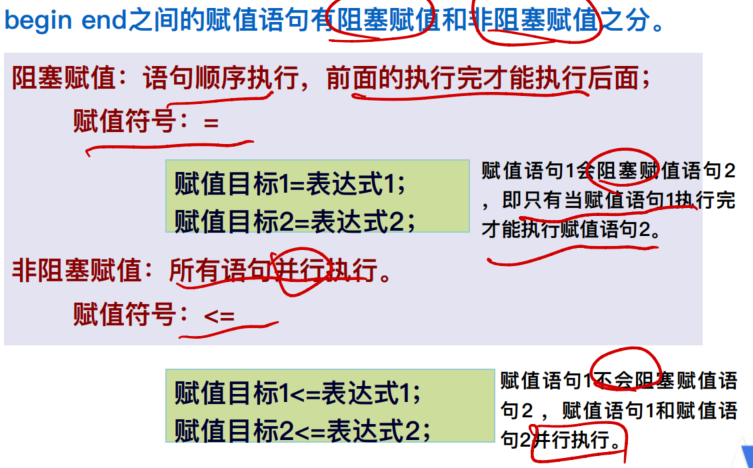 begin end之间的赋值语句有阻塞赋值和非阻塞赋值之分。
阻塞赋值：语句顺序执行，前面的执行完才能执行后面；
赋值符号：=
赋值目标1=表达式1；
赋值目标2=表达式2；
赋值语句1会阻塞赋值语句2
，即只有当赋值语句1执行完
才能执行赋值语句2。
非阻塞赋值：所有语句并行执行。
赋值符号：<=
赋值目标1<=表达式1；
赋值目标2<=表达式2；
赋值语句1不会阻塞赋值语
句2 ，赋值语句1和赋值语
句2并行执行。